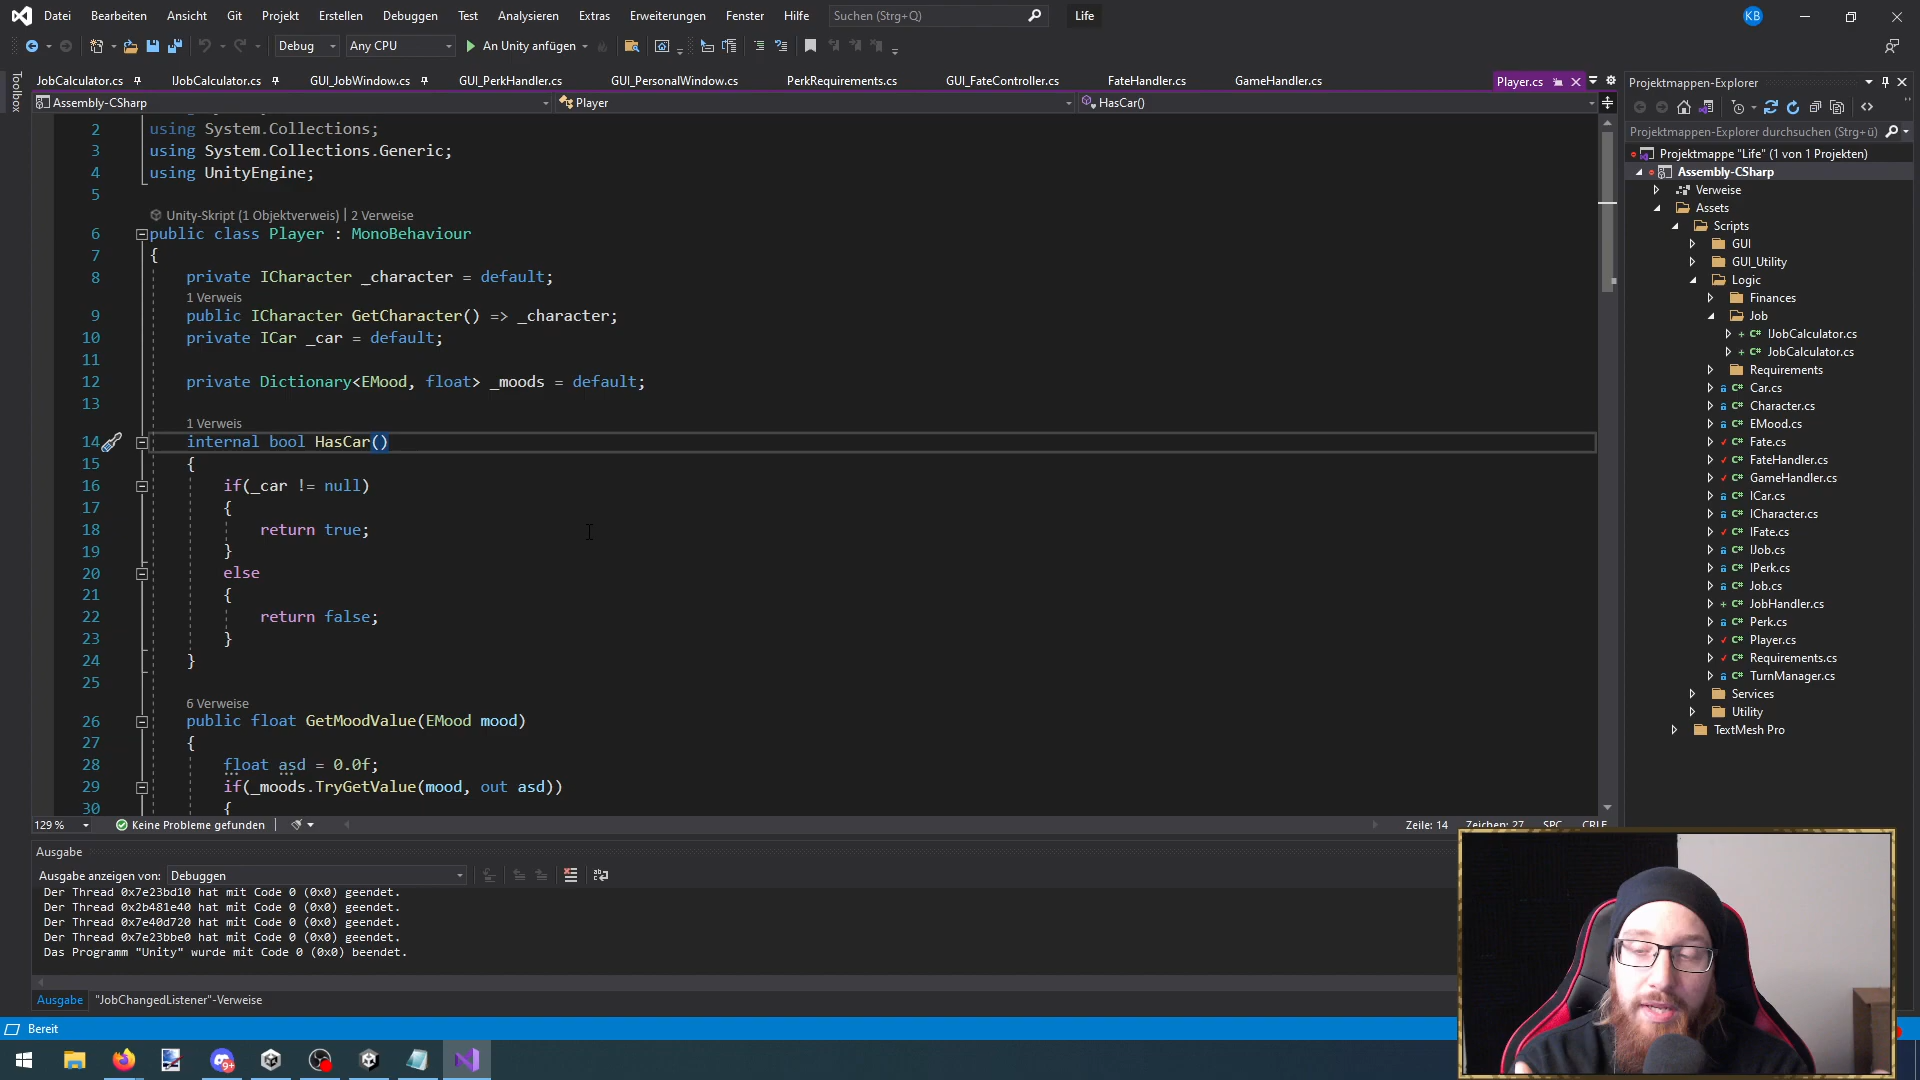 Datei Bearbeiten Ansicht Git Projekt Erstellen Debuggen Test Analysieren Extras Erweiterungen Fenster Hilfe Suchen (Strg+Q) Life KB
Debug Any CPU An Unity anfügen
JobCalculator.cs IJobCalculator.cs GUI_JobWindow.cs GUI_PerkHandler.cs GUI_PersonalWindow.cs PerkRequirements.cs GUI_FateController.cs FateHandler.cs GameHandler.cs Player.cs
Assembly-CSharp Player HasCar()
Toolbox
2 using System.Collections;
3 using System.Collections.Generic;
4 using UnityEngine;
5
Unity-Skript (1 Objektverweis) | 2 Verweise
6 public class Player : MonoBehaviour
7 {
8 private ICharacter _character = default;
1 Verweis
9 public ICharacter GetCharacter() => _character;
10 private ICar _car = default;
11
12 private Dictionary<EMood, float> _moods = default;
13
1 Verweis
14 internal bool HasCar()
15 {
16 if(_car != null)
17 {
18 return true;
19 }
20 else
21 {
22 return false;
23 }
24 }
25
6 Verweise
26 public float GetMoodValue(EMood mood)
27 {
28 float asd = 0.0f;
29 if(_moods.TryGetValue(mood, out asd))
30 {
129 % Keine Probleme gefunden Zeile: 14 Zeichen: 27 SPC CRLF
Ausgabe
Ausgabe anzeigen von: Debuggen
Der Thread 0x7e23bd10 hat mit Code 0 (0x0) geendet.
Der Thread 0x2b481e40 hat mit Code 0 (0x0) geendet.
Der Thread 0x7e40d720 hat mit Code 0 (0x0) geendet.
Der Thread 0x7e23bbe0 hat mit Code 0 (0x0) geendet.
Das Programm "Unity" wurde mit Code 0 (0x0) beendet.
Ausgabe "JobChangedListener"-Verweise
Bereit
Projektmappen-Explorer
Projektmappen-Explorer durchsuchen (Strg+ü)
Projektmappe "Life" (1 von 1 Projekten)
Assembly-CSharp
Verweise
Assets
Scripts
GUI
GUI_Utility
Logic
Finances
Job
C# IJobCalculator.cs
C# JobCalculator.cs
Requirements
C# Car.cs
C# Character.cs
C# EMood.cs
C# Fate.cs
C# FateHandler.cs
C# GameHandler.cs
C# ICar.cs
C# ICharacter.cs
C# IFate.cs
C# IJob.cs
C# IPerk.cs
C# Job.cs
C# JobHandler.cs
C# Perk.cs
C# Player.cs
C# Requirements.cs
C# TurnManager.cs
Services
Utility
TextMesh Pro
9+